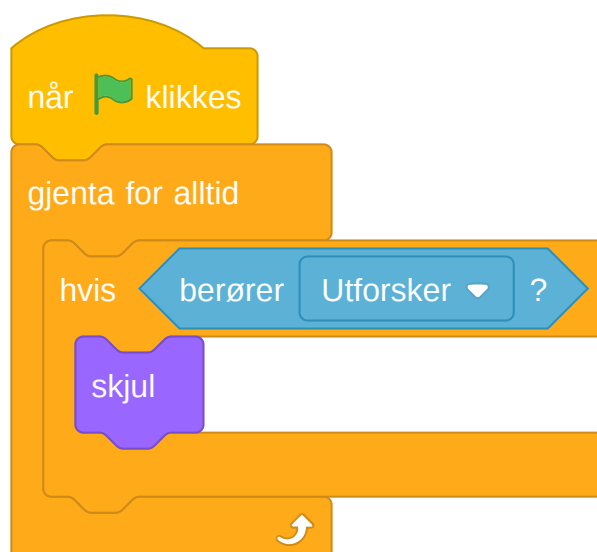 når klikkes
gjenta for alltid
hvis berører Utforsker ?
skjul